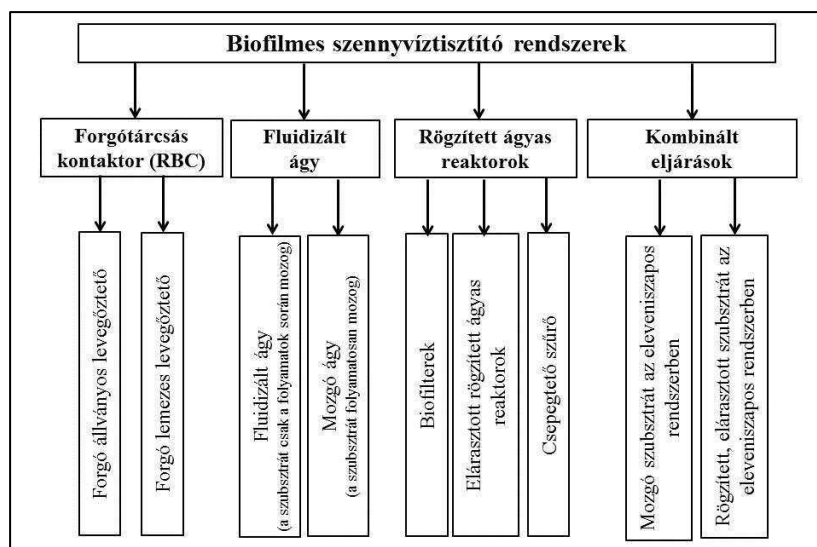 Biofilmes szennyvíztisztító rendszerek
Forgótárcsás
kontaktor (RBC)
Fluidizált
ágy
Rögzített ágyas
reaktorok
Kombinált
eljárások
Forgó állványos levegőztető
Forgó lemezes levegőztető
Fluidizált ágy
(a szubsztrát csak a folyamatok során mozog)
Mozgó ágy
(a szubsztrát folyamatosan mozog)
Biofilterek
Elárasztott rögzített ágyas
reaktorok
Csepegtető szűrő
Mozgó szubsztrát az eleveniszapos
rendszerben
Rögzített, elárasztott szubsztrát az
eleveniszapos rendszerben